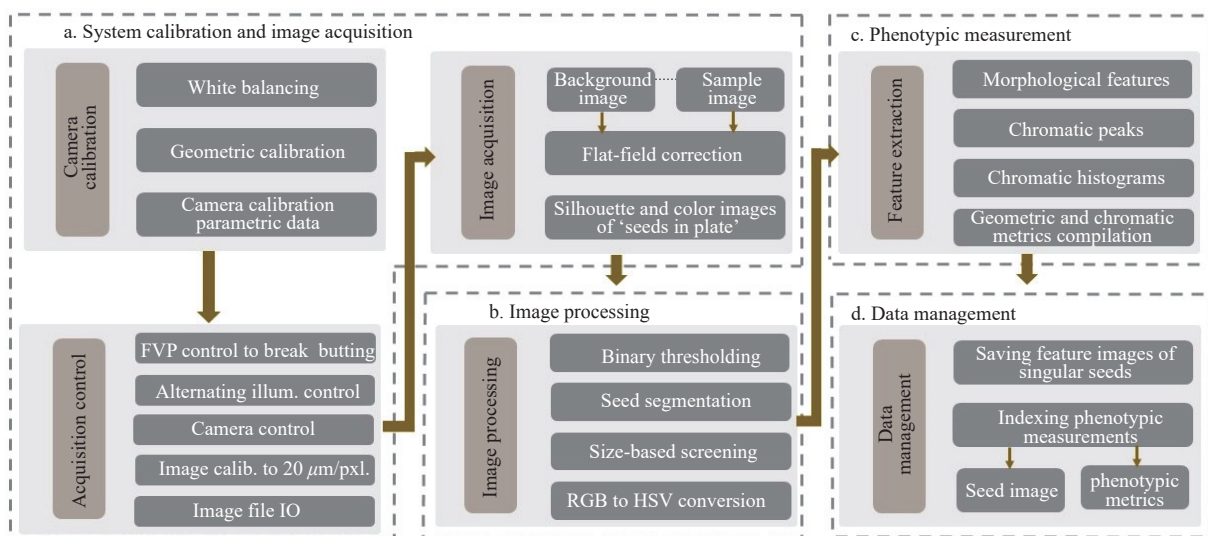 a. System calibration and image acquisition
Camera
calibration
White balancing
Geometric calibration
Camera calibration
parametric data
Acquisition control
FVP control to break butting
Alternating illum. control
Camera control
Image calib. to 20 μm/pxl.
Image file IO
Image acquisition
Background
image
Sample
image
Flat-field correction
Silhouette and color images
of ‘seeds in plate’
b. Image processing
Image processing
Binary thresholding
Seed segmentation
Size-based screening
RGB to HSV conversion
c. Phenotypic measurement
Feature extraction
Morphological features
Chromatic peaks
Chromatic histograms
Geometric and chromatic
metrics compilation
d. Data management
Data
management
Saving feature images of
singular seeds
Indexing phenotypic
measurements
Seed image
phenotypic
metrics